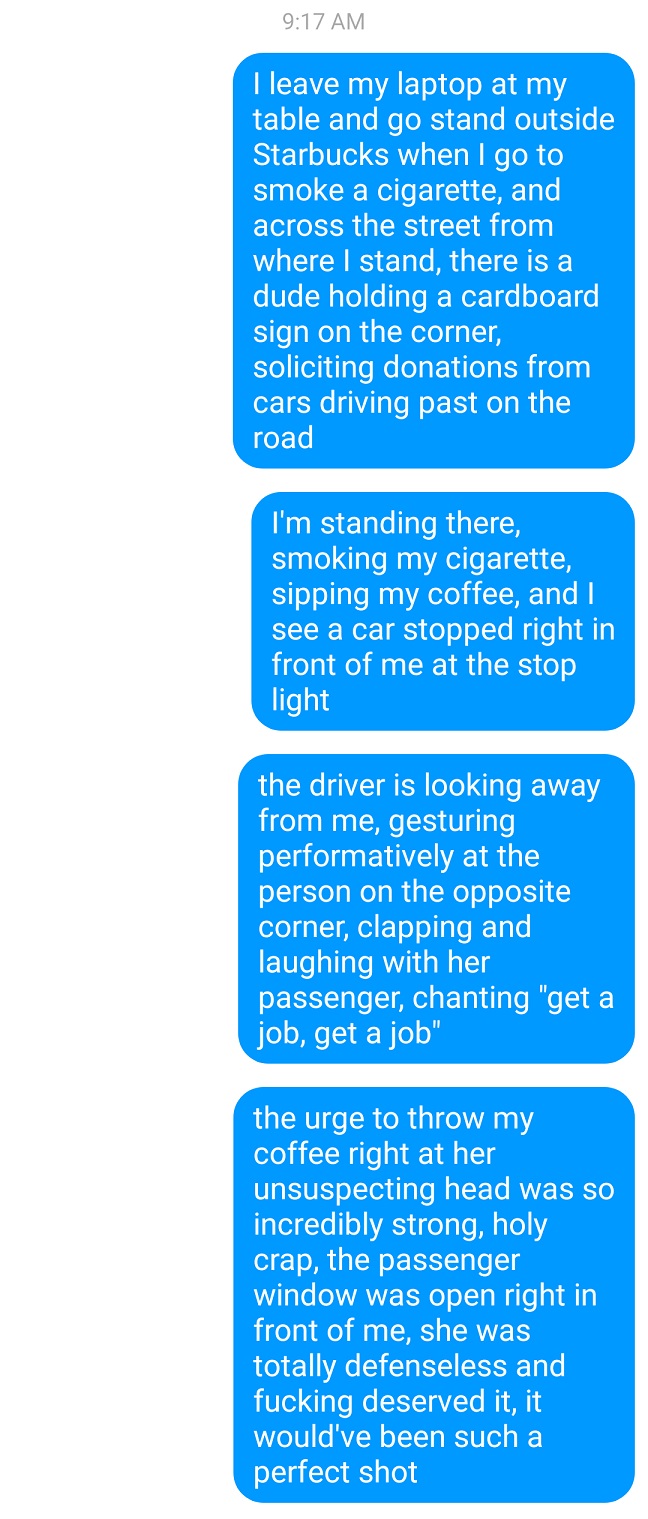 9:17 AM
I leave my laptop at my
table and go stand outside
Starbucks when I go to
smoke a cigarette, and
across the street from
where I stand, there is a
dude holding a cardboard
sign on the corner,
soliciting donations from
cars driving past on the
road
I'm standing there,
smoking my cigarette,
sipping my coffee, and I
see a car stopped right in
front of me at the stop
light
the driver is looking away
from me, gesturing
performatively at the
person on the opposite
corner, clapping and
laughing with her
passenger, chanting "get a
job, get a job"
the urge to throw my
coffee right at her
unsuspecting head was so
incredibly strong, holy
crap, the passenger
window was open right in
front of me, she was
totally defenseless and
fucking deserved it, it
would've been such a
perfect shot